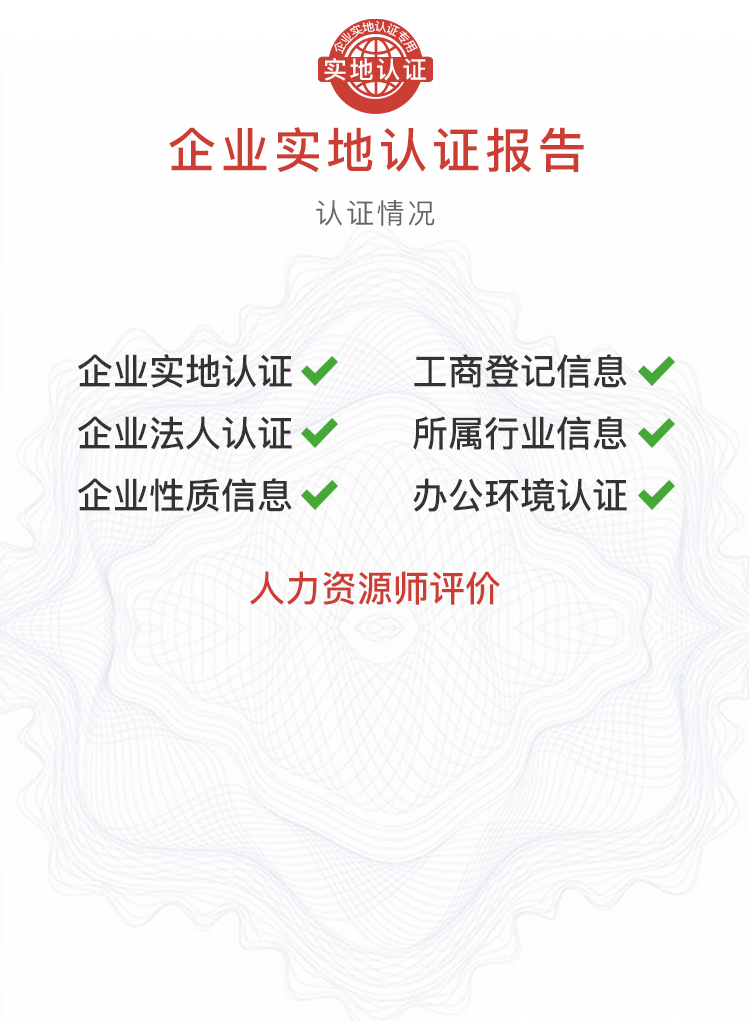 企业实地认证专用
实地认证
企业实地认证报告
认证情况
企业实地认证 工商登记信息
企业法人认证 所属行业信息
企业性质信息 办公环境认证
人力资源师评价